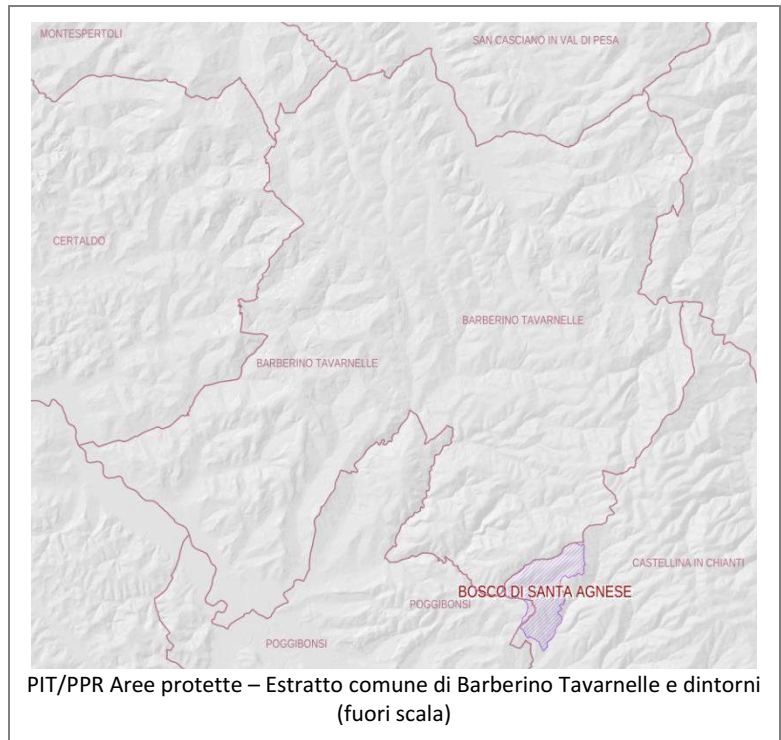 MONTESPERTOLI
SAN CASCIANO IN VAL DI PESA
CERTALDO
BARBERINO TAVARNELLE
BARBERINO TAVARNELLE
CASTELLINA IN CHIANTI
BOSCO DI SANTA AGNESE
POGGIBONSI
POGGIBONSI
PIT/PPR Aree protette – Estratto comune di Barberino Tavarnelle e dintorni
(fuori scala)